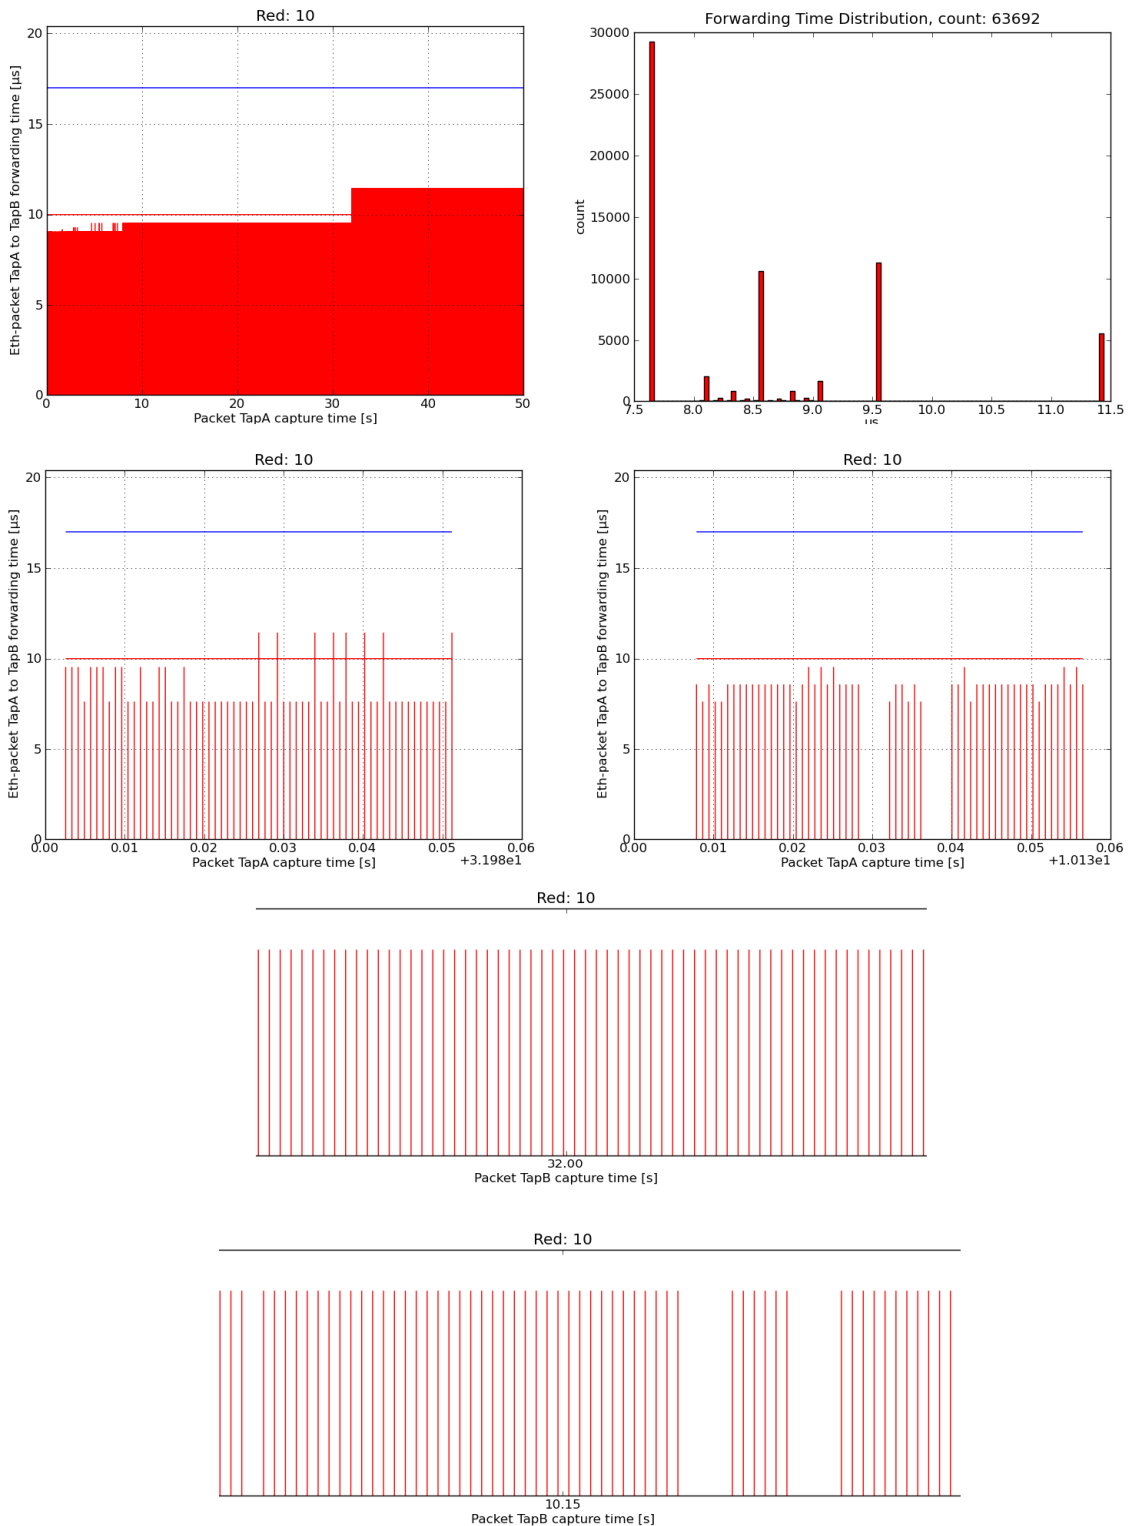 Red: 10
Eth-packet TapA to TapB forwarding time [µs]
20
15
10
5
0
0 10 20 30 40 50
Packet TapA capture time [s]
Forwarding Time Distribution, count: 63692
count
30000
25000
20000
15000
10000
5000
0
7.5 8.0 8.5 9.0 9.5 10.0 10.5 11.0 11.5
µs
Red: 10
Eth-packet TapA to TapB forwarding time [µs]
20
15
10
5
0
0.00 0.01 0.02 0.03 0.04 0.05 0.06
Packet TapA capture time [s]
+3.198e1
Red: 10
Eth-packet TapA to TapB forwarding time [µs]
20
15
10
5
0
0.00 0.01 0.02 0.03 0.04 0.05 0.06
Packet TapA capture time [s]
+1.013e1
Red: 10
32.00
Packet TapB capture time [s]
Red: 10
10.15
Packet TapB capture time [s]